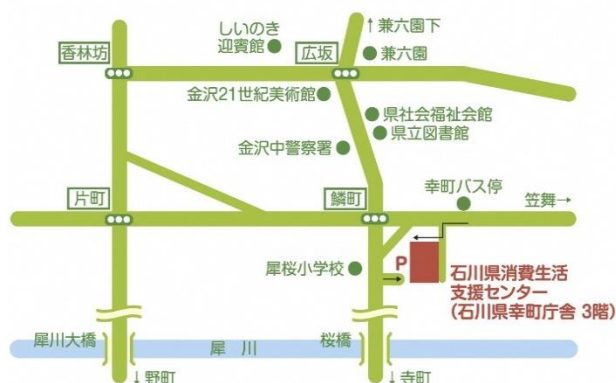 しいのき
迎賓館
↑兼六園下
香林坊
広坂
兼六園
金沢21世紀美術館
県社会福祉会館
県立図書館
金沢中警察署
片町
鱗町
幸町バス停
笠舞→
犀桜小学校
P
石川県消費生活
支援センター
(石川県幸町庁舎 3階)
犀川大橋
犀 川
桜橋
↓野町
↓寺町